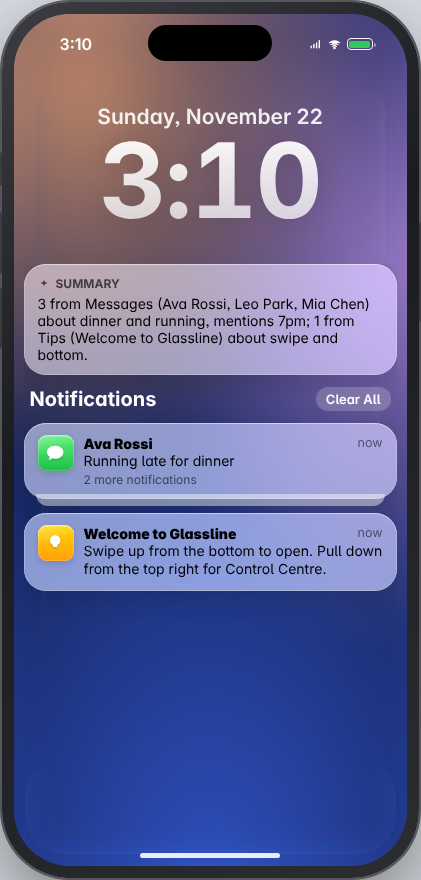 3:10
Sunday, November 22
3:10
SUMMARY
3 from Messages (Ava Rossi, Leo Park, Mia Chen)
about dinner and running, mentions 7pm; 1 from
Tips (Welcome to Glassline) about swipe and
bottom.
Notifications
Clear All
Ava Rossi
now
Running late for dinner
2 more notifications
Welcome to Glassline
now
Swipe up from the bottom to open. Pull down
from the top right for Control Centre.